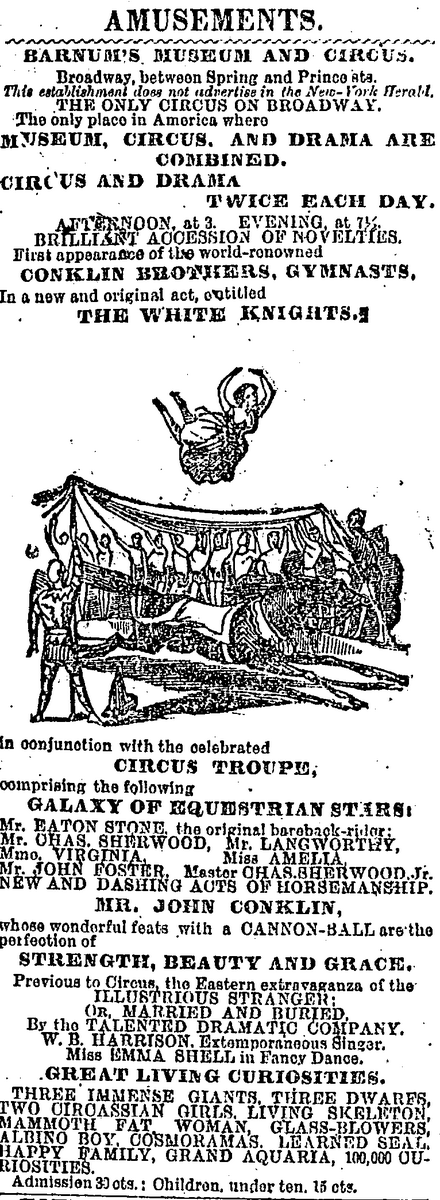 AMUSEMENTS.
BARNUM'S MUSEUM AND CIRCUS.
Broadway, between Spring and Prince sts.
This establishment does not advertise in the New-York Herald.
THE ONLY CIRCUS ON BROADWAY.
The only place in America where
MUSEUM, CIRCUS, AND DRAMA ARE
COMBINED.
CIRCUS AND DRAMA
TWICE EACH DAY.
AFTERNOON, at 3. EVENING, at 7½.
BRILLIANT ACCESSION OF NOVELTIES.
First appearance of the world-renowned
CONKLIN BROTHERS, GYMNASTS,
In a new and original act, entitled
THE WHITE KNIGHTS.
In conjunction with the celebrated
CIRCUS TROUPE,
comprising the following
GALAXY OF EQUESTRIAN STARS:
Mr. EATON STONE, the original bareback-rider;
Mr. CHAS. SHERWOOD, Mr. LANGWORTHY,
Mme. VIRGINIA, Miss AMELIA,
Mr. JOHN FOSTER, Master CHAS. SHERWOOD, Jr.
NEW AND DASHING ACTS OF HORSEMANSHIP.
MR. JOHN CONKLIN,
whose wonderful feats with a CANNON-BALL are the
perfection of
STRENGTH, BEAUTY AND GRACE.
Previous to Circus, the Eastern extravaganza of the
ILLUSTRIOUS STRANGER;
OR, MARRIED AND BURIED,
By the TALENTED DRAMATIC COMPANY.
W. B. HARRISON, Extemporaneous Singer.
Miss EMMA SHELL in Fancy Dance.
GREAT LIVING CURIOSITIES.
THREE IMMENSE GIANTS, THREE DWARFS,
TWO CIRCASSIAN GIRLS, LIVING SKELETON,
MAMMOTH FAT WOMAN, GLASS-BLOWERS,
ALBINO BOY, COSMORAMAS, LEARNED SEAL,
HAPPY FAMILY, GRAND AQUARIA, 100,000 CU-
RIOSITIES.
Admission 30 cts.; Children, under ten, 15 cts.